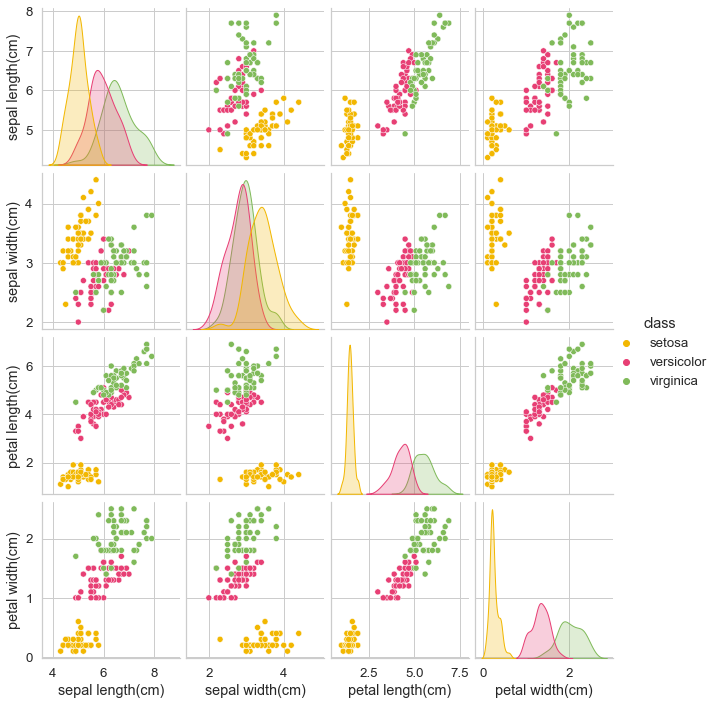 8
7
6
5
sepal length(cm)
4
3
2
sepal width(cm)
6
4
2
petal length(cm)
2
1
0
petal width(cm)
4 6 8
sepal length(cm)
2 4
sepal width(cm)
2.5 5.0 7.5
petal length(cm)
0 2
petal width(cm)
class
setosa
versicolor
virginica